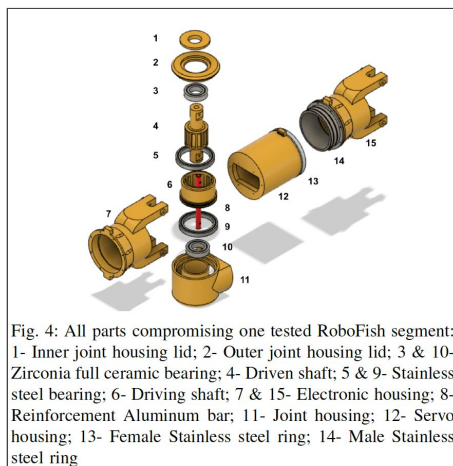 1
2
3
4
5
6
7
8
9
10
11
12
13
14
15
Fig. 4: All parts compromising one tested RoboFish segment:
1- Inner joint housing lid; 2- Outer joint housing lid; 3 & 10-
Zirconia full ceramic bearing; 4- Driven shaft; 5 & 9- Stainless
steel bearing; 6- Driving shaft; 7 & 15- Electronic housing; 8-
Reinforcement Aluminum bar; 11- Joint housing; 12- Servo
housing; 13- Female Stainless steel ring; 14- Male Stainless
steel ring